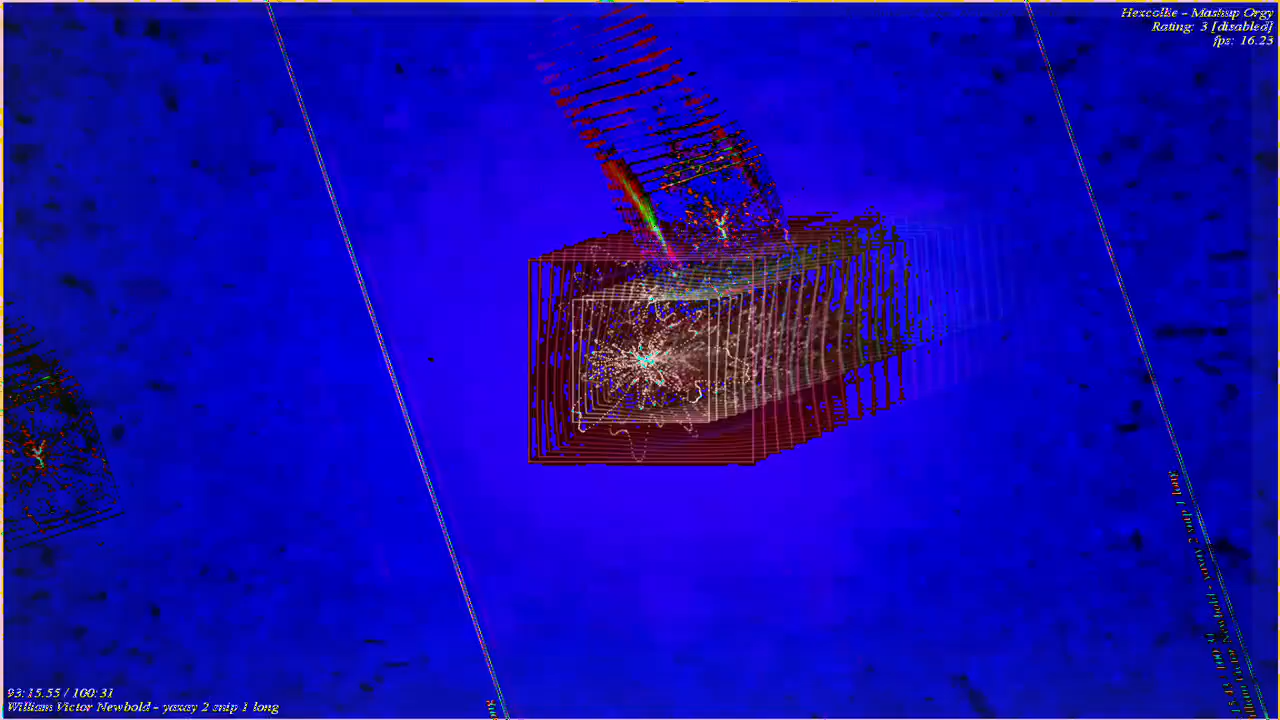 Hexcollie - Mashup Orgy
Rating: 3 [disabled]
fps: 16.23
93:15.55 / 100:31
William Victor Newbold - yaxay 2 snip 1 long